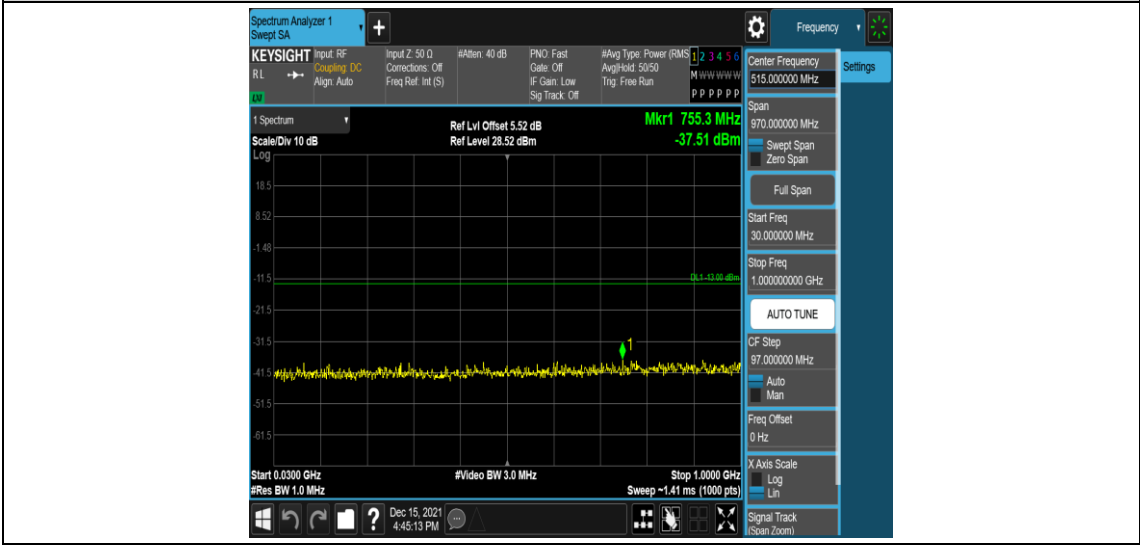 Spectrum Analyzer 1
Swept SA
+
Frequency
KEYSIGHT
RL
LM
Input: RF
Coupling: DC
Align: Auto
Input Z: 50 Ω
Corrections: Off
Freq Ref: Int (S)
#Atten: 40 dB
PNO: Fast
Gate: Off
IF Gain: Low
Sig Track: Off
#Avg Type: Power (RMS
Avg|Hold: 50/50
Trig: Free Run
1 2 3 4 5 6
M W W W W W
P P P P P P
1 Spectrum
Scale/Div 10 dB
Log
Ref Lvl Offset 5.52 dB
Ref Level 28.52 dBm
Mkr1 755.3 MHz
-37.51 dBm
18.5
8.52
-1.48
-11.5
DL1 -13.00 dBm
-21.5
-31.5
1
-41.5
-51.5
-61.5
Start 0.0300 GHz
#Res BW 1.0 MHz
#Video BW 3.0 MHz
Stop 1.0000 GHz
Sweep ~1.41 ms (1000 pts)
?
Dec 15, 2021
4:45:13 PM
Center Frequency
515.000000 MHz
Settings
Span
970.000000 MHz
Swept Span
Zero Span
Full Span
Start Freq
30.000000 MHz
Stop Freq
1.000000000 GHz
AUTO TUNE
CF Step
97.000000 MHz
Auto
Man
Freq Offset
0 Hz
X Axis Scale
Log
Lin
Signal Track
(Span Zoom)